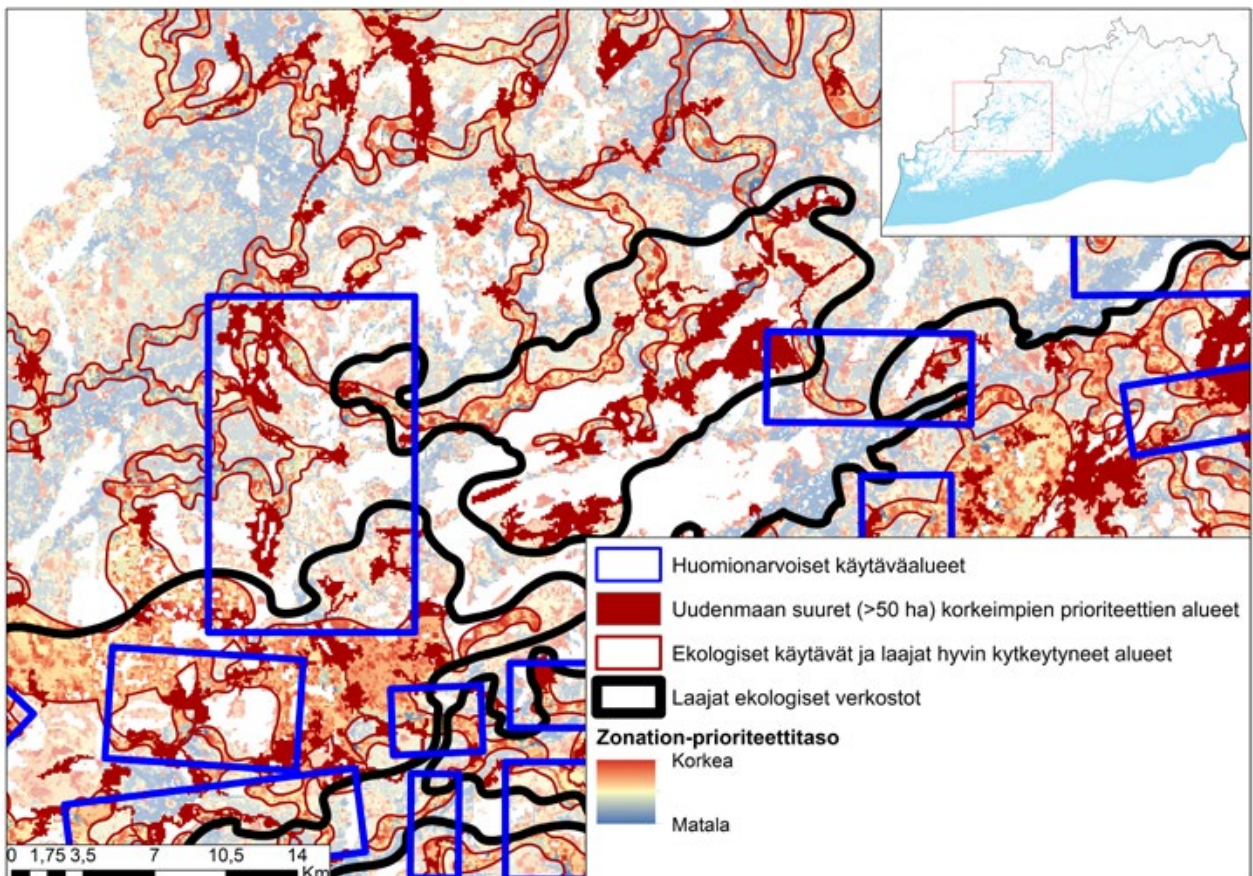 Huomionarvoiset käytäväalueet
Uudenmaan suuret (>50 ha) korkeimpien prioriteettien alueet
Ekologiset käytävät ja laajat hyvin kytkeytyneet alueet
Laajat ekologiset verkostot
Zonation-prioriteettitaso
Korkea
Matala
0 1,75 3,5 7 10,5 14
Km